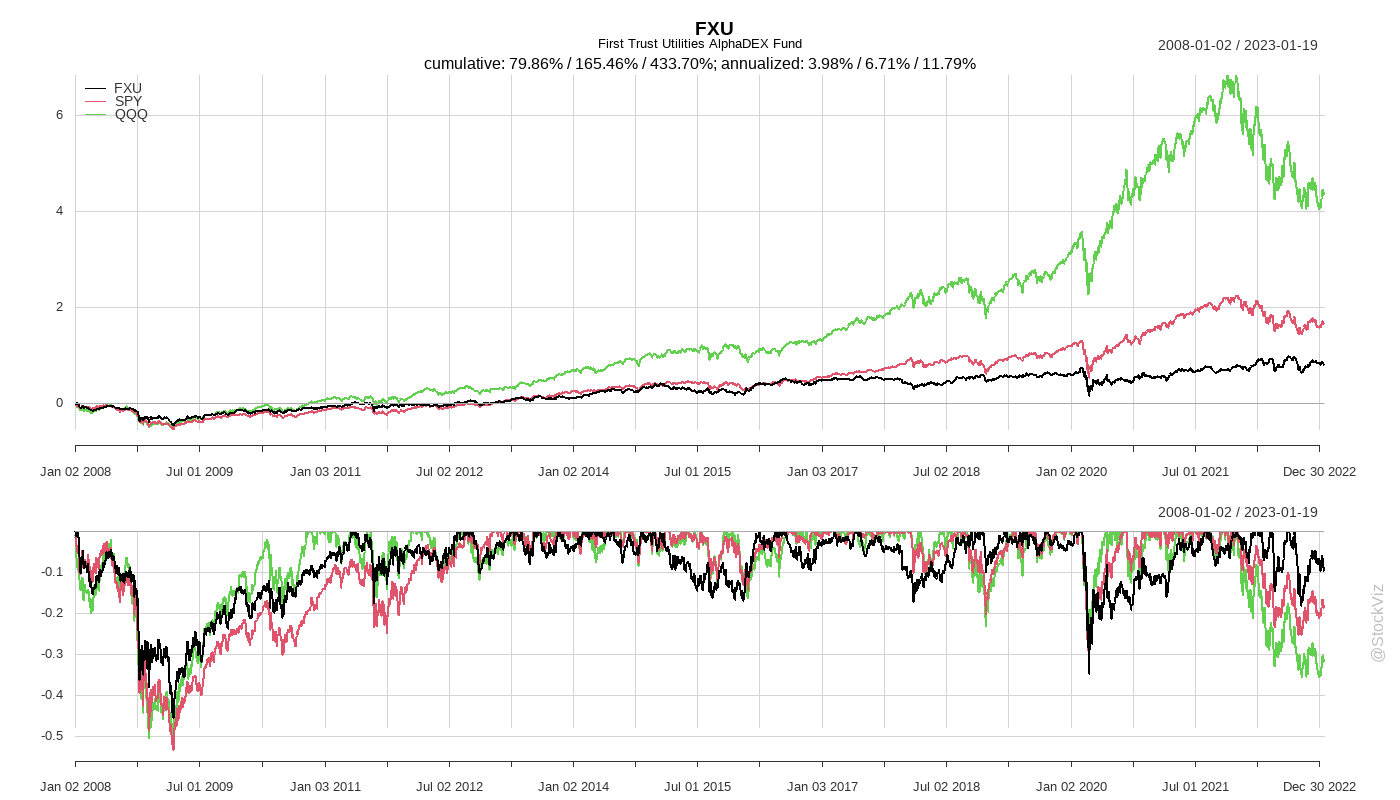 FXU
First Trust Utilities AlphaDEX Fund
2008-01-02 / 2023-01-19
cumulative: 79.86% / 165.46% / 433.70%; annualized: 3.98% / 6.71% / 11.79%
FXU
SPY
QQQ
6
4
2
0
Jan 02 2008 Jul 01 2009 Jan 03 2011 Jul 02 2012 Jan 02 2014 Jul 01 2015 Jan 03 2017 Jul 02 2018 Jan 02 2020 Jul 01 2021 Dec 30 2022
2008-01-02 / 2023-01-19
-0.1
-0.2
-0.3
-0.4
-0.5
Jan 02 2008 Jul 01 2009 Jan 03 2011 Jul 02 2012 Jan 02 2014 Jul 01 2015 Jan 03 2017 Jul 02 2018 Jan 02 2020 Jul 01 2021 Dec 30 2022
@StockViz